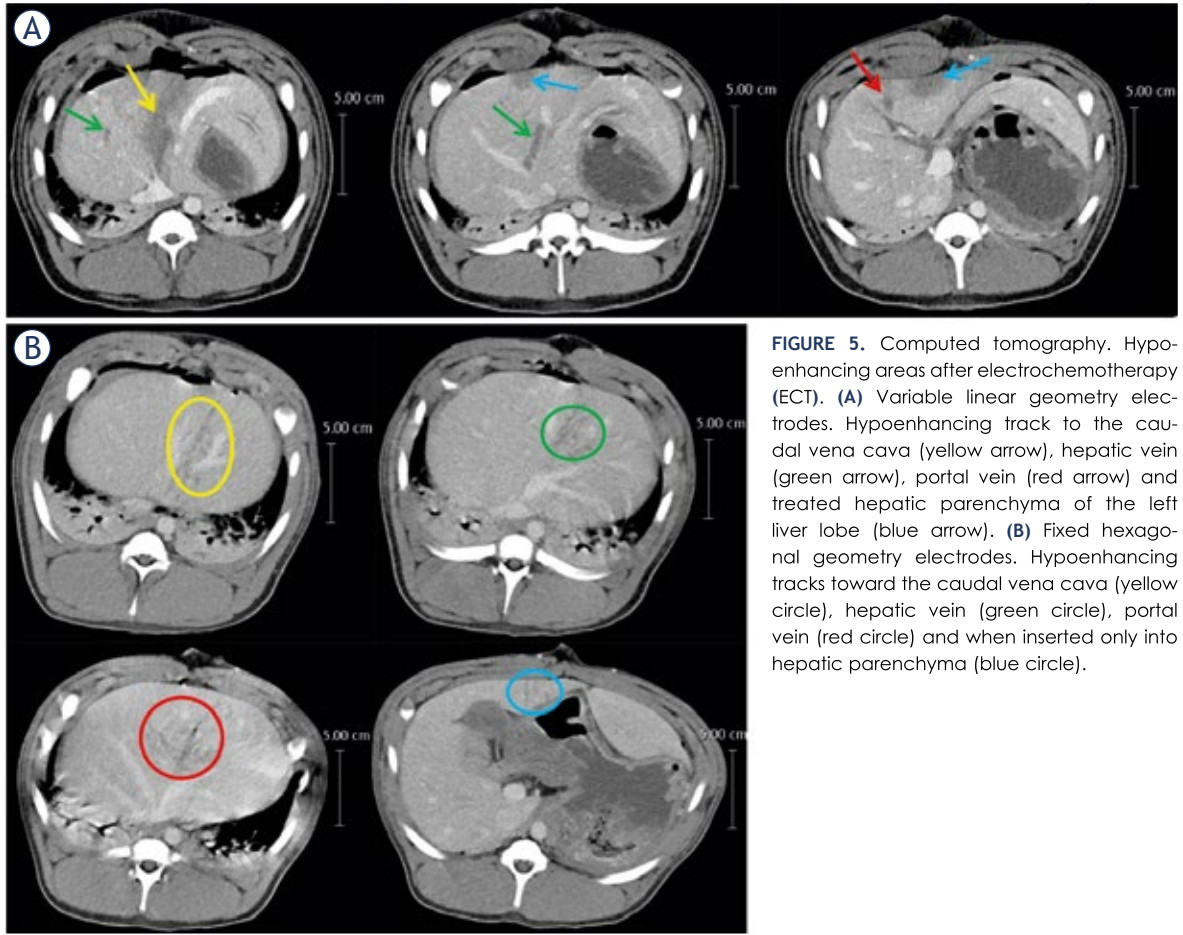 A
5.00 cm
5.00 cm
5.00 cm
B
5.00 cm
5.00 cm
5.00 cm
5.00 cm
FIGURE 5. Computed tomography. Hypo-
enhancing areas after electrochemotherapy
(ECT). (A) Variable linear geometry elec-
trodes. Hypoenhancing track to the cau-
dal vena cava (yellow arrow), hepatic vein
(green arrow), portal vein (red arrow) and
treated hepatic parenchyma of the left
liver lobe (blue arrow). (B) Fixed hexago-
nal geometry electrodes. Hypoenhancing
tracks toward the caudal vena cava (yellow
circle), hepatic vein (green circle), portal
vein (red circle) and when inserted only into
hepatic parenchyma (blue circle).